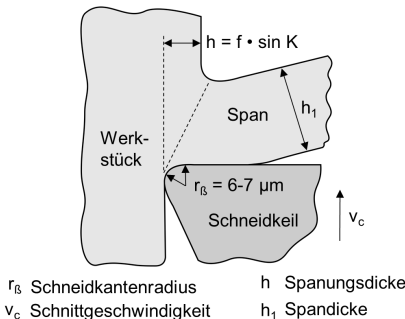 h = f • sin K
Span
h₁
Werk-
stück
rß = 6-7 µm
Schneidkeil
vc
rß Schneidkantenradius
h Spanungsdicke
vc Schnittgeschwindigkeit
h₁ Spandicke